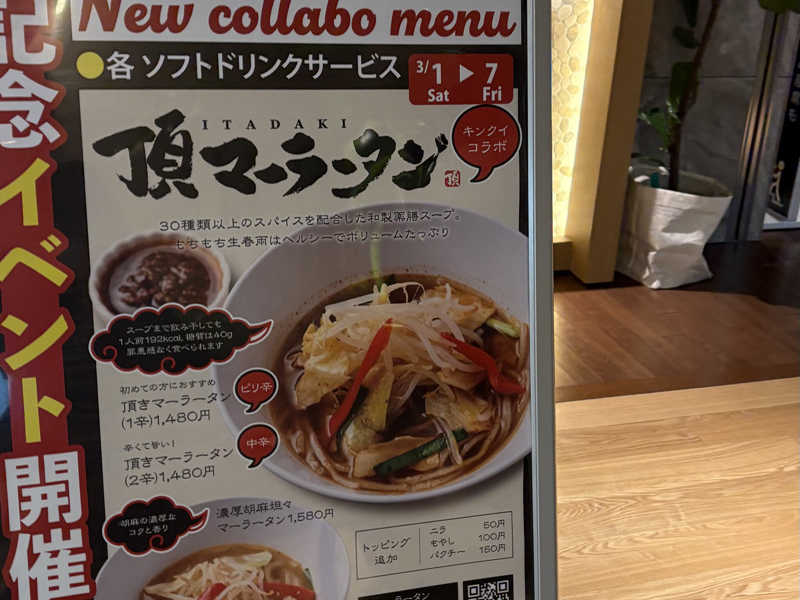 New collabo menu
記念イベント開催
●各 ソフトドリンクサービス
3/1 Sat ▶ 7 Fri
ITADAKI
頂マーラータン
頂
キンクイ
コラボ
30種類以上のスパイスを配合した和製薬膳スープ。
もちもち生春雨はヘルシーでボリュームたっぷり
スープまで飲み干しても
1人前192kcal, 糖質は40g
罪悪感なく食べられます
初めての方におすすめ
頂きマーラータン
(1辛)1,480円
ピリ辛
辛くて旨い!
頂きマーラータン
(2辛)1,480円
中辛
胡麻の濃厚な
コクと香り
濃厚胡麻坦々
マーラータン1,580円
トッピング
追加
ニラ 50円
もやし 100円
パクチー 150円